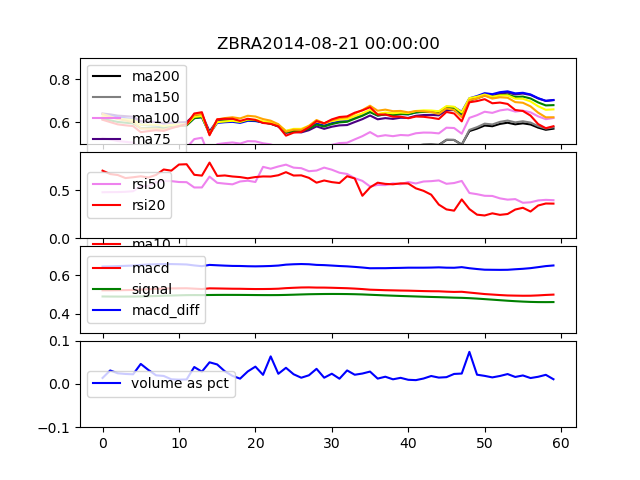 ZBRA2014-08-21 00:00:00
0.8
0.6
ma200
ma150
ma100
ma75
0.5
0.0
rsi50
rsi20
ma10
0.6
0.4
macd
signal
macd_diff
0.1
0.0
−0.1
volume as pct
0 10 20 30 40 50 60